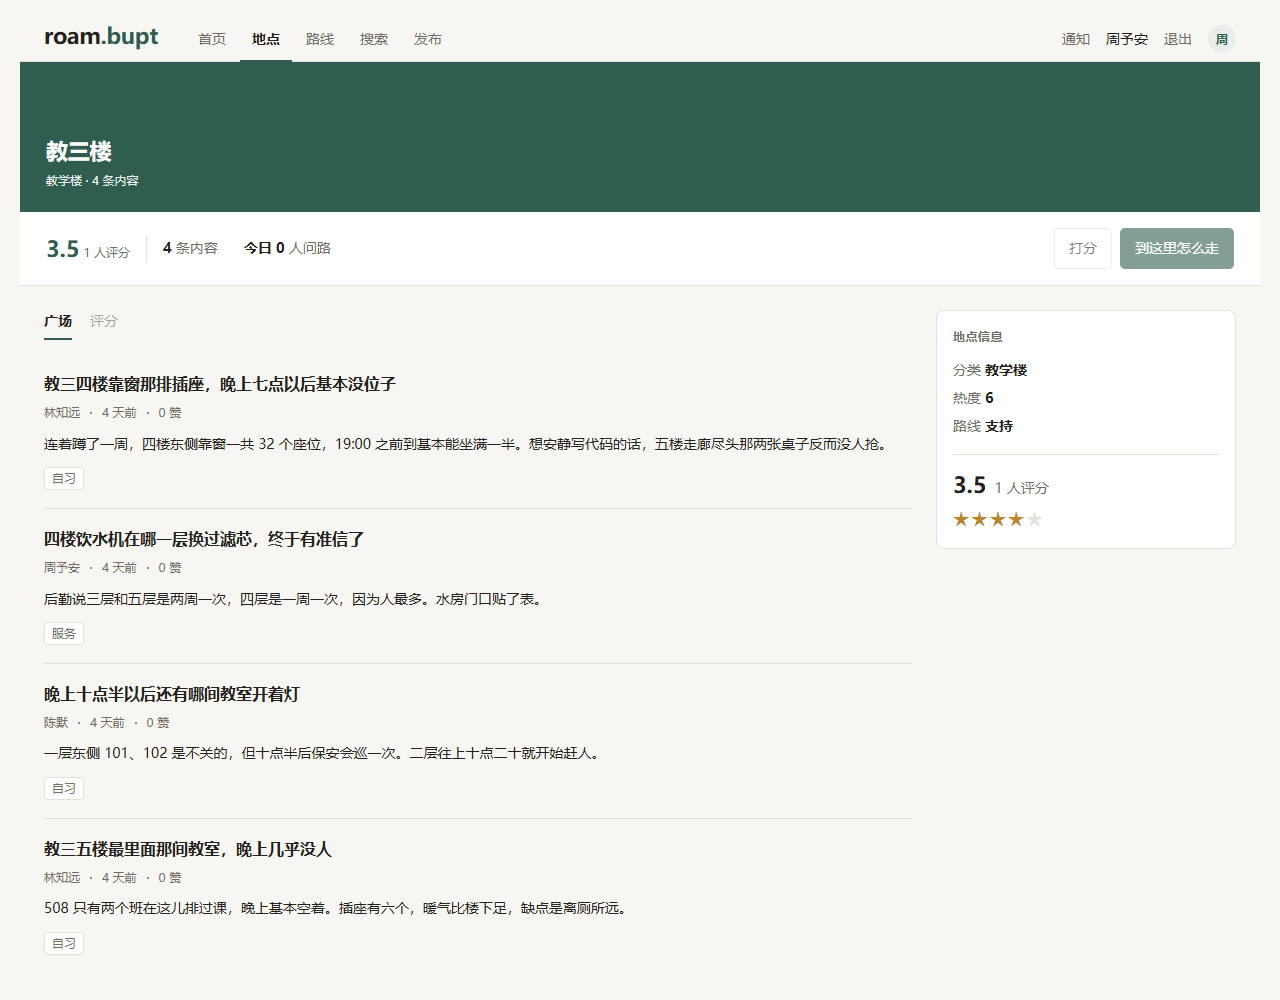 roam.bupt 首页 地点 路线 搜索 发布 通知 周予安 退出 周
教三楼
教学楼 · 4 条内容
3.5 1 人评分 4 条内容 今日 0 人问路 打分 到这里怎么走
广场 评分
教三四楼靠窗那排插座，晚上七点以后基本没位子
林知远 · 4 天前 · 0 赞
连着蹲了一周，四楼东侧靠窗一共 32 个座位，19:00 之前到基本能坐满一半。想安静写代码的话，五楼走廊尽头那两张桌子反而没人抢。
自习
四楼饮水机在哪一层换过滤芯，终于有准信了
周予安 · 4 天前 · 0 赞
后勤说三层和五层是两周一次，四层是一周一次，因为人最多。水房门口贴了表。
服务
晚上十点半以后还有哪间教室开着灯
陈默 · 4 天前 · 0 赞
一层东侧 101、102 是不关的，但十点半后保安会巡一次。二层往上十点二十就开始赶人。
自习
教三五楼最里面那间教室，晚上几乎没人
林知远 · 4 天前 · 0 赞
508 只有两个班在这儿排过课，晚上基本空着。插座有六个，暖气比楼下足，缺点是离厕所远。
自习
地点信息
分类 教学楼
热度 6
路线 支持
3.5 1 人评分
★★★★★